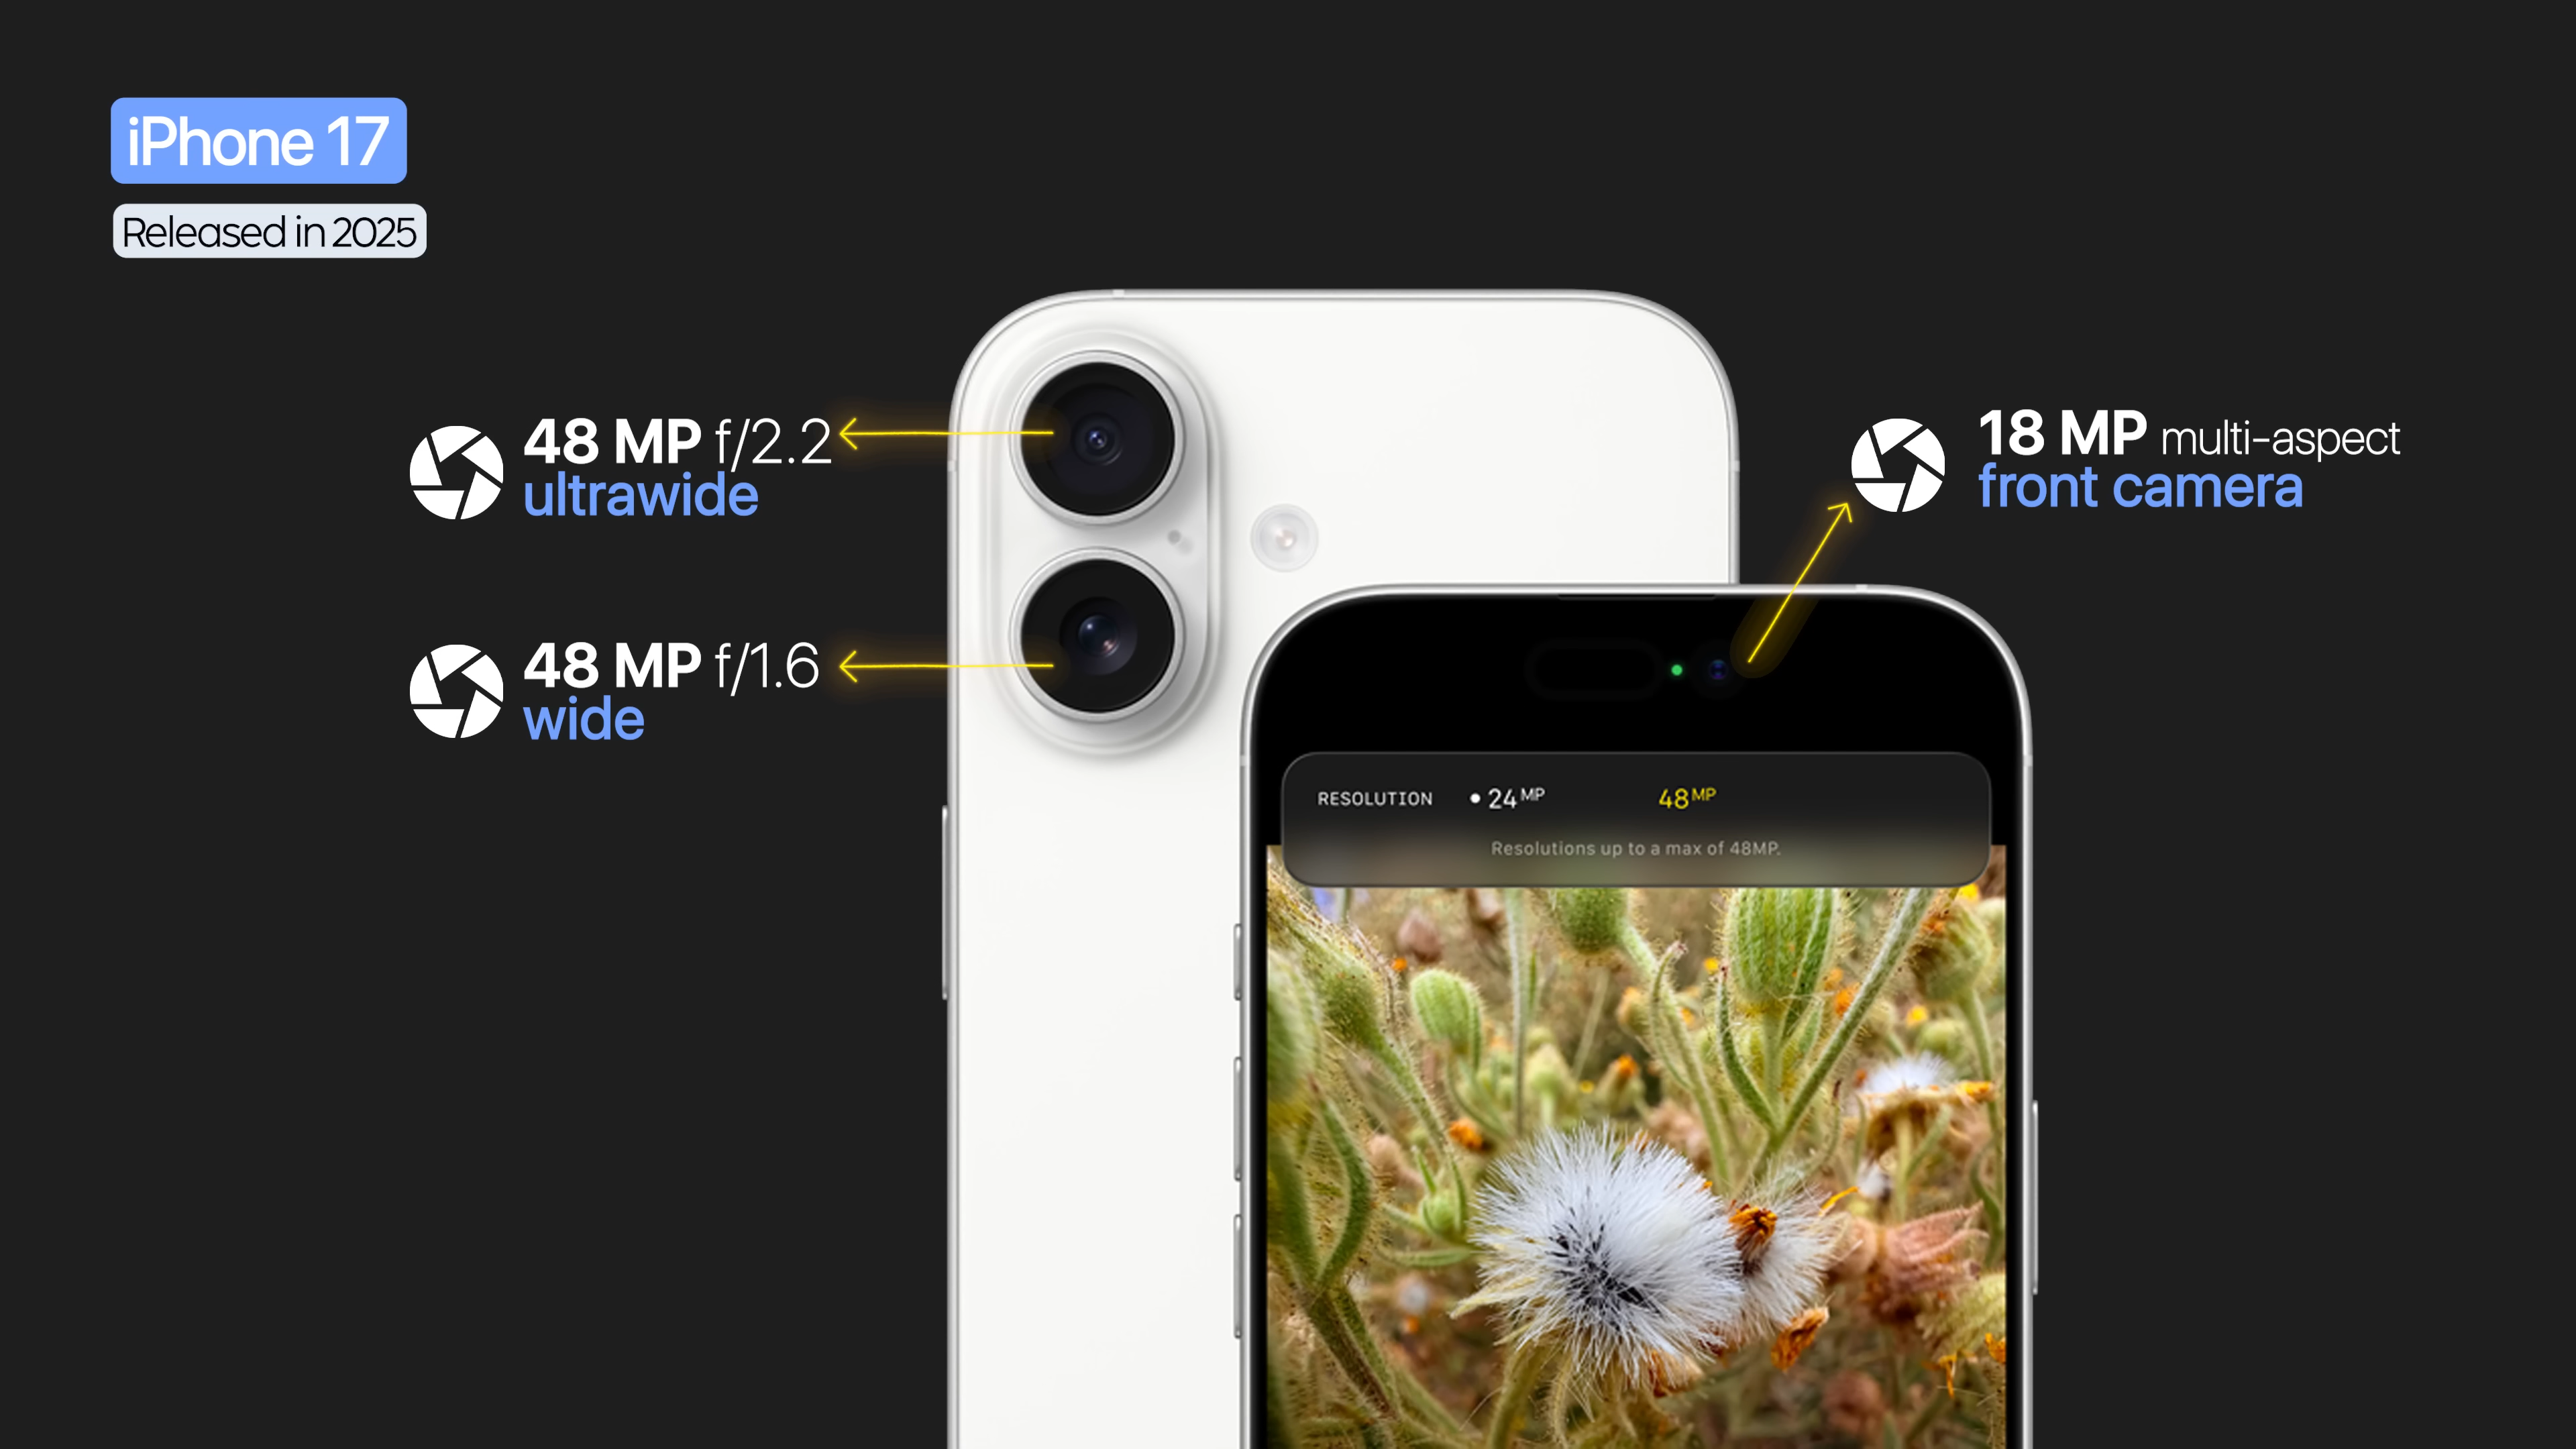 iPhone 17
Released in 2025
48 MP f/2.2
ultrawide
48 MP f/1.6
wide
18 MP multi-aspect
front camera
RESOLUTION • 24 MP 48 MP
Resolutions up to a max of 48MP.